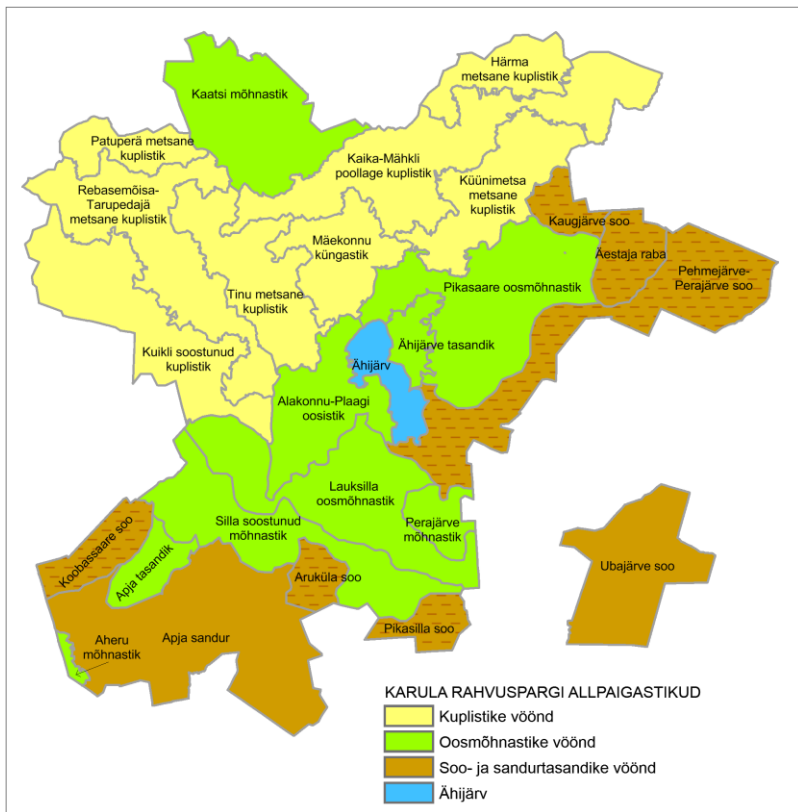 Härma
metsane kuplistik
Kaatsi mõhnastik
Patuperä metsane
kuplistik
Kaika-Mähkli
poollage kuplistik
Küünimetsa
metsane
kuplistik
Rebasemõisa-
Tarupedajä
metsane kuplistik
Kaugjärve soo
Mäekonnu
küngastik
Äestaja raba
Pehmejärve-
Perajärve soo
Pikasaare oosmõhnastik
Tinu metsane
kuplistik
Ähijärve tasandik
Kuikli soostunud
kuplistik
Ähijärv
Alakonnu-Plaagi
oosistik
Lauksilla
oosmõhnastik
Silla soostunud
mõhnastik
Perajärve
mõhnastik
Koobassaare soo
Apja tasandik
Aruküla soo
Ubajärve soo
Pikasilla soo
Aheru
mõhnastik
Apja sandur
KARULA RAHVUSPARGI ALLPAIGASTIKUD
Kuplistike vöönd
Oosmõhnastike vöönd
Soo- ja sandurtasandike vöönd
Ähijärv